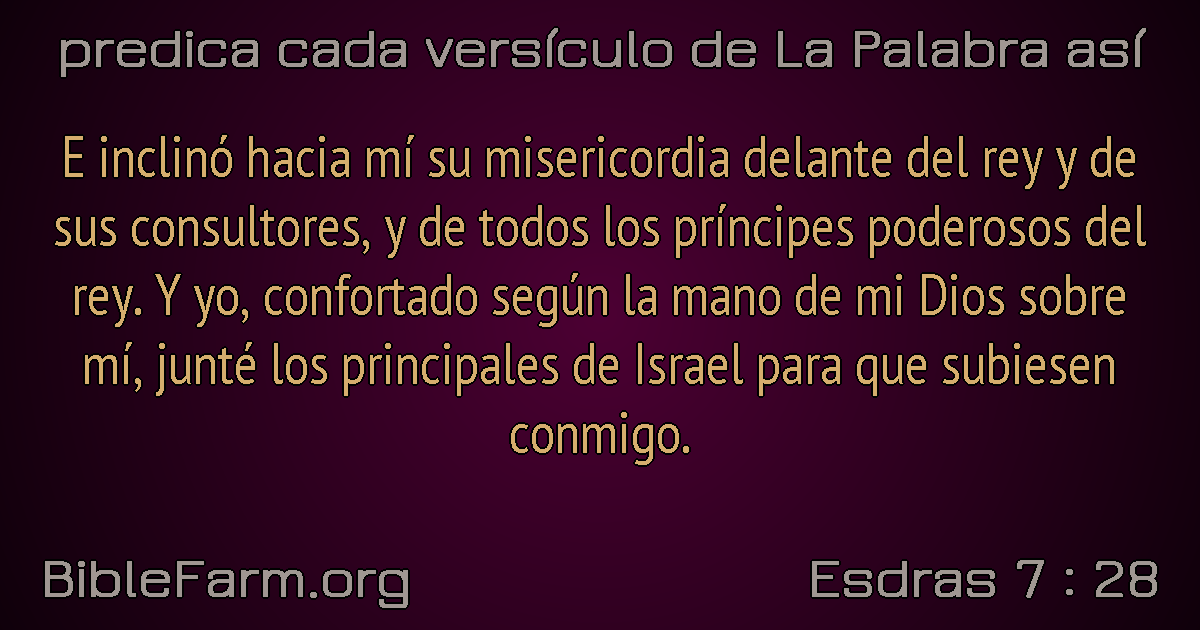 predica cada versículo de La Palabra así
E inclinó hacia mí su misericordia delante del rey y de
sus consultores, y de todos los príncipes poderosos del
rey. Y yo, confortado según la mano de mi Dios sobre
mí, junté los principales de Israel para que subiesen
conmigo.
BibleFarm.org
Esdras 7 : 28